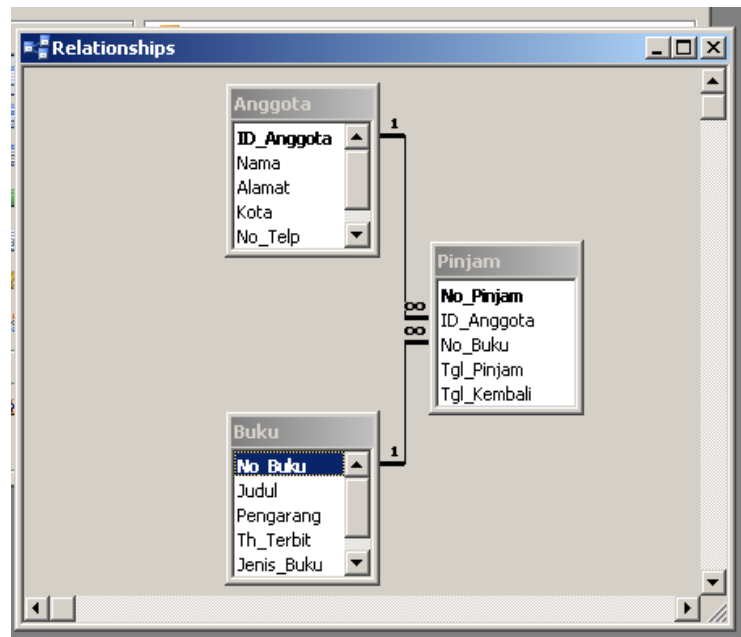 Relationships
Anggota
ID_Anggota
Nama
Alamat
Kota
No_Telp
1
Pinjam
No_Pinjam
ID_Anggota
No_Buku
Tgl_Pinjam
Tgl_Kembali
∞
∞
Buku
No_Buku
Judul
Pengarang
Th_Terbit
Jenis_Buku
1